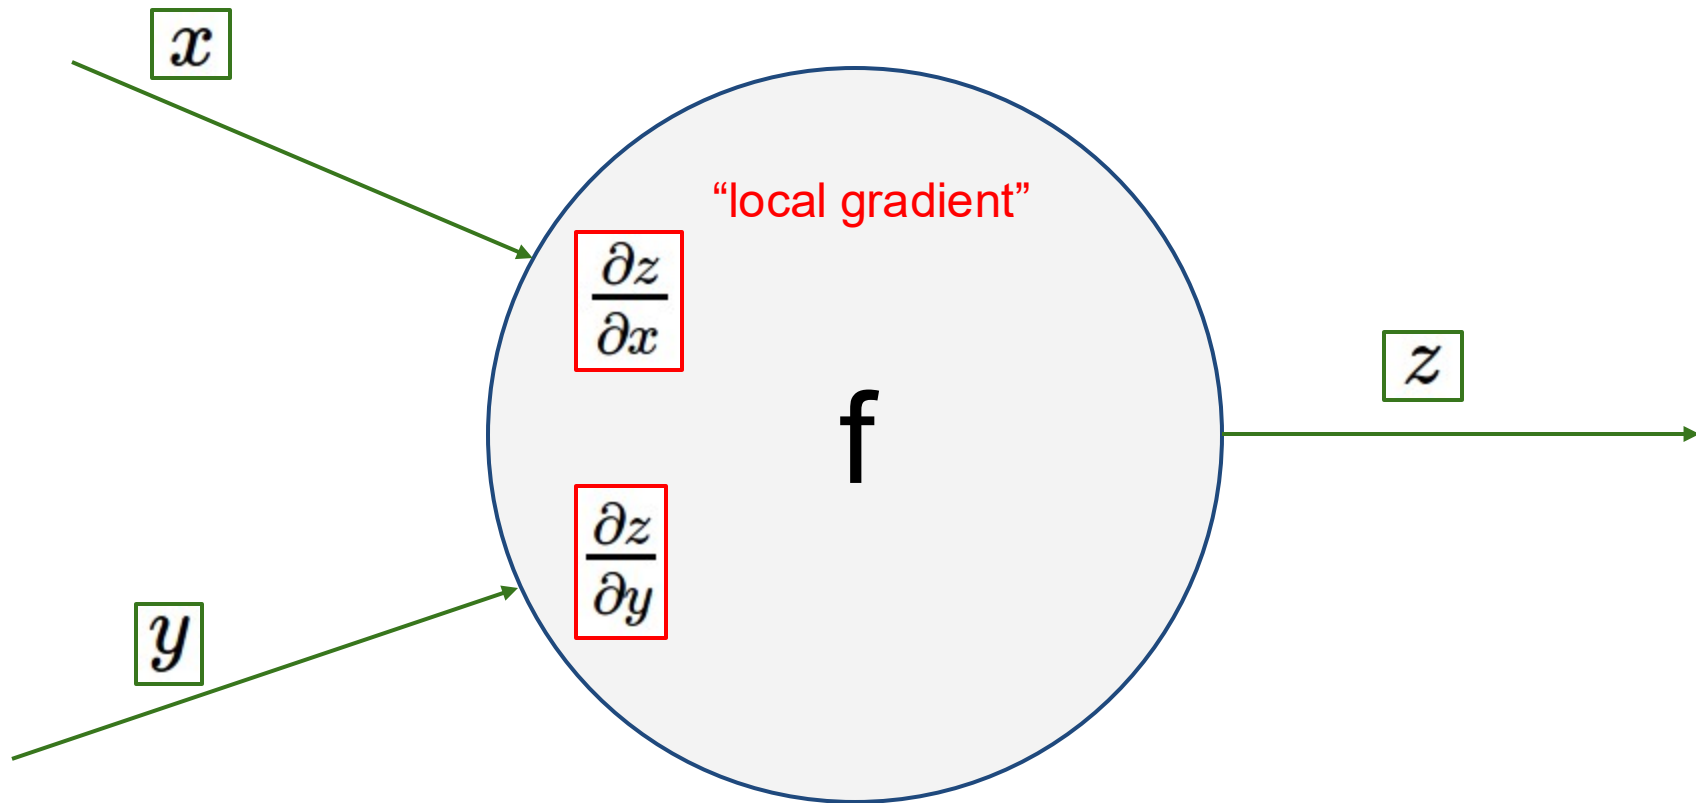 x
“local gradient”
∂z
∂x
z
f
∂z
∂y
y